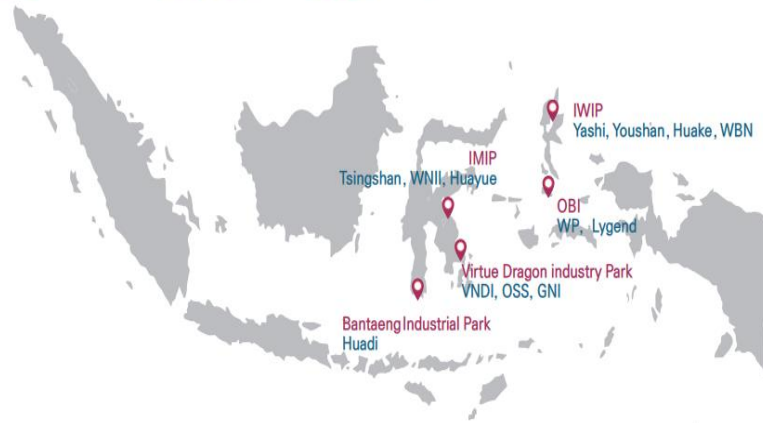 IWIP
Yashi, Youshan, Huake, WBN
IMIP
Tsingshan, WNII, Huayue
OBI
WP, Lygend
Virtue Dragon industry Park
VNDI, OSS, GNI
Bantaeng Industrial Park
Huadi